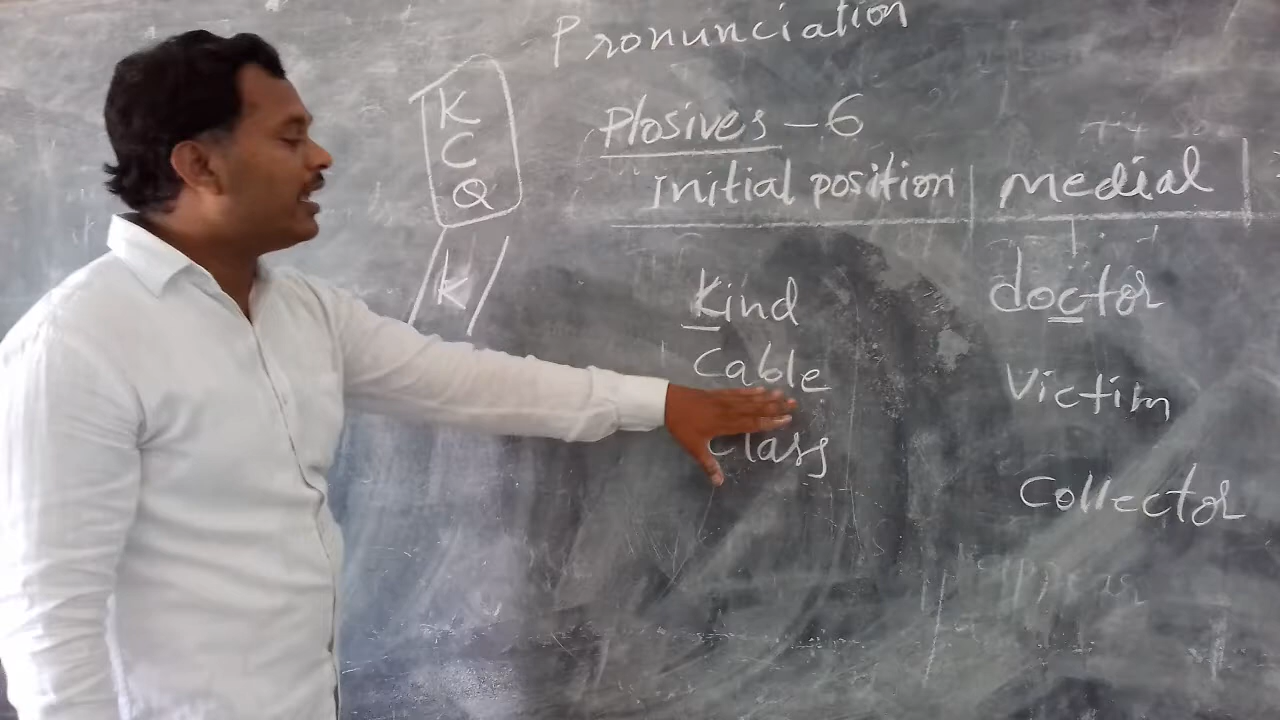 Pronunciation
K
C
Q
/k/
Plosives - 6
Initial position | medial |
Kind doctor
Cable Victim
Class Collector